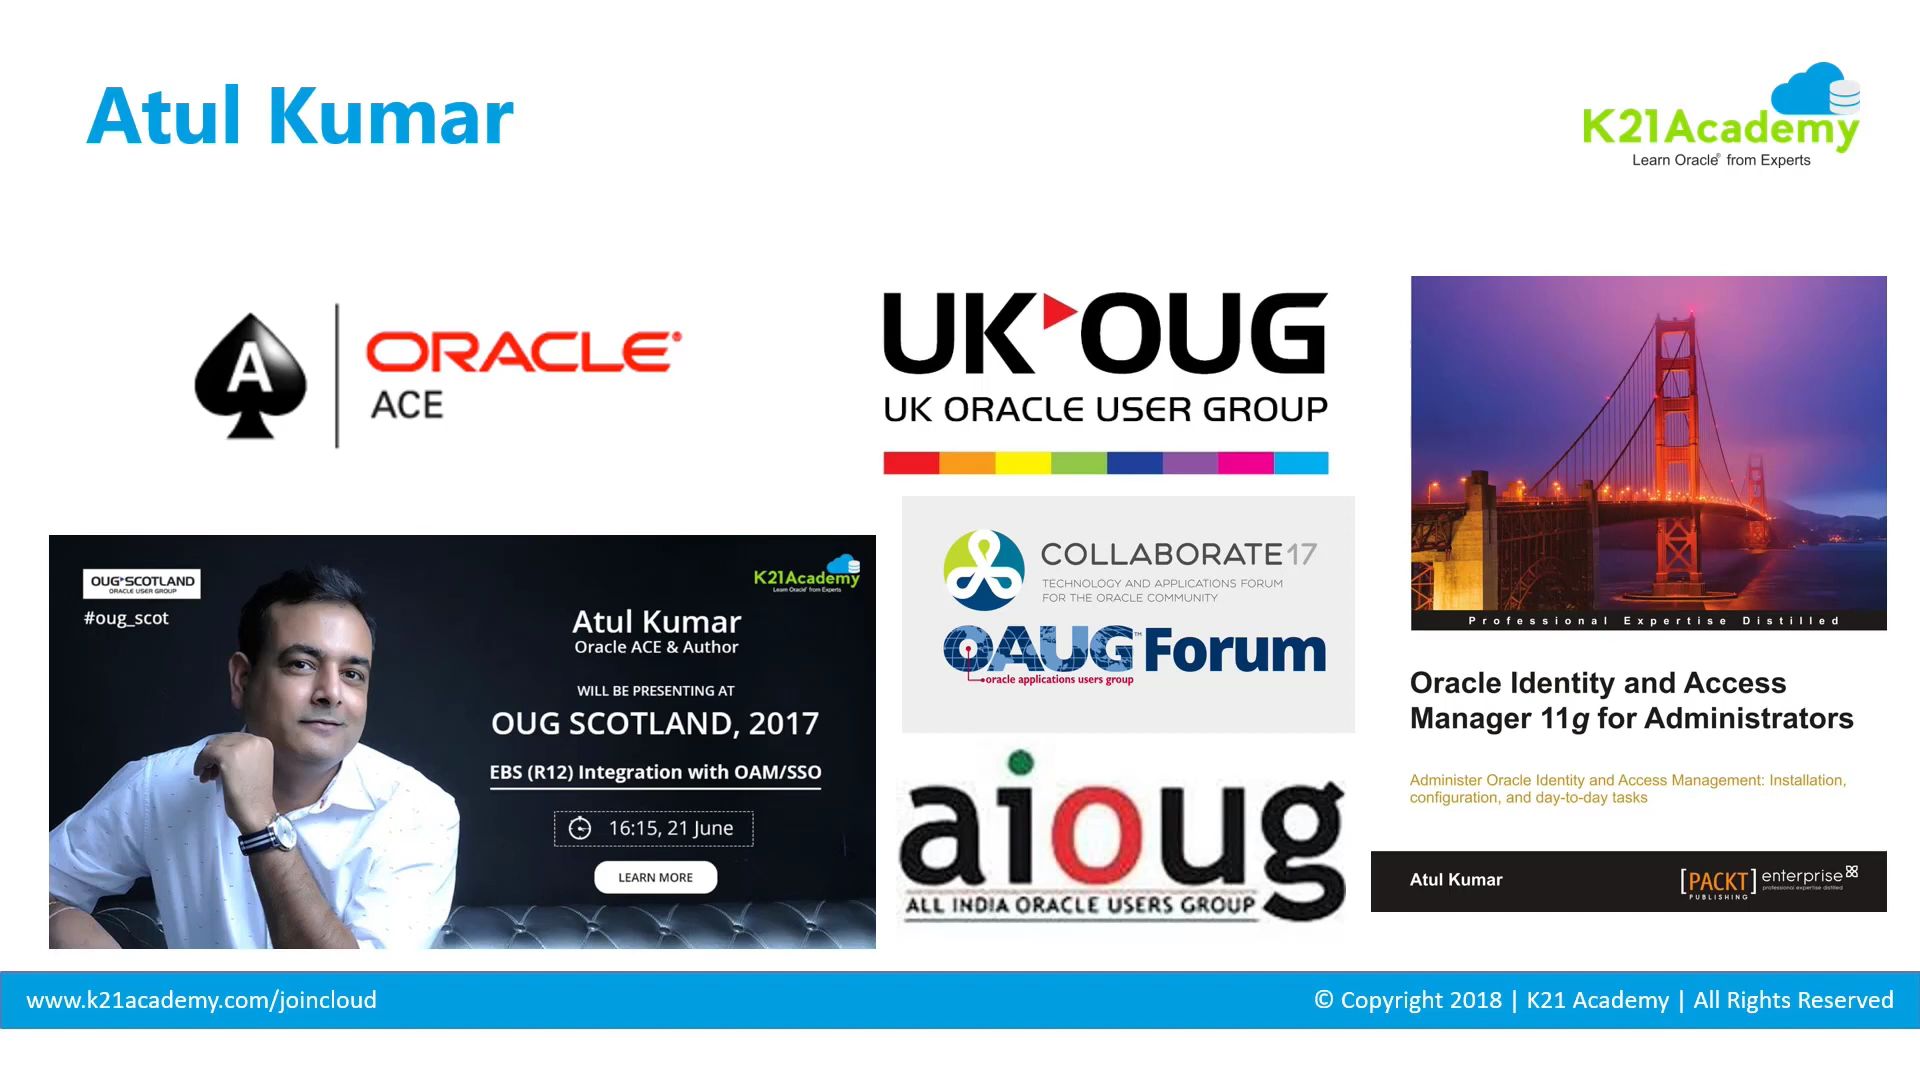 Atul Kumar
K21Academy
Learn Oracle® from Experts
A
ORACLE®
ACE
UK OUG
UK ORACLE USER GROUP
OUG SCOTLAND
ORACLE USER GROUP
#oug_scot
K21Academy
Learn Oracle® from Experts
Atul Kumar
Oracle ACE & Author
WILL BE PRESENTING AT
OUG SCOTLAND, 2017
EBS (R12) Integration with OAM/SSO
16:15, 21 June
LEARN MORE
COLLABORATE17
TECHNOLOGY AND APPLICATIONS FORUM
FOR THE ORACLE COMMUNITY
OAUG™ Forum
oracle applications users group
aioug
ALL INDIA ORACLE USERS GROUP
Professional Expertise Distilled
Oracle Identity and Access
Manager 11g for Administrators
Administer Oracle Identity and Access Management: Installation,
configuration, and day-to-day tasks
Atul Kumar
[PACKT] enterprise
PUBLISHING
professional expertise distilled
www.k21academy.com/joincloud
© Copyright 2018 | K21 Academy | All Rights Reserved